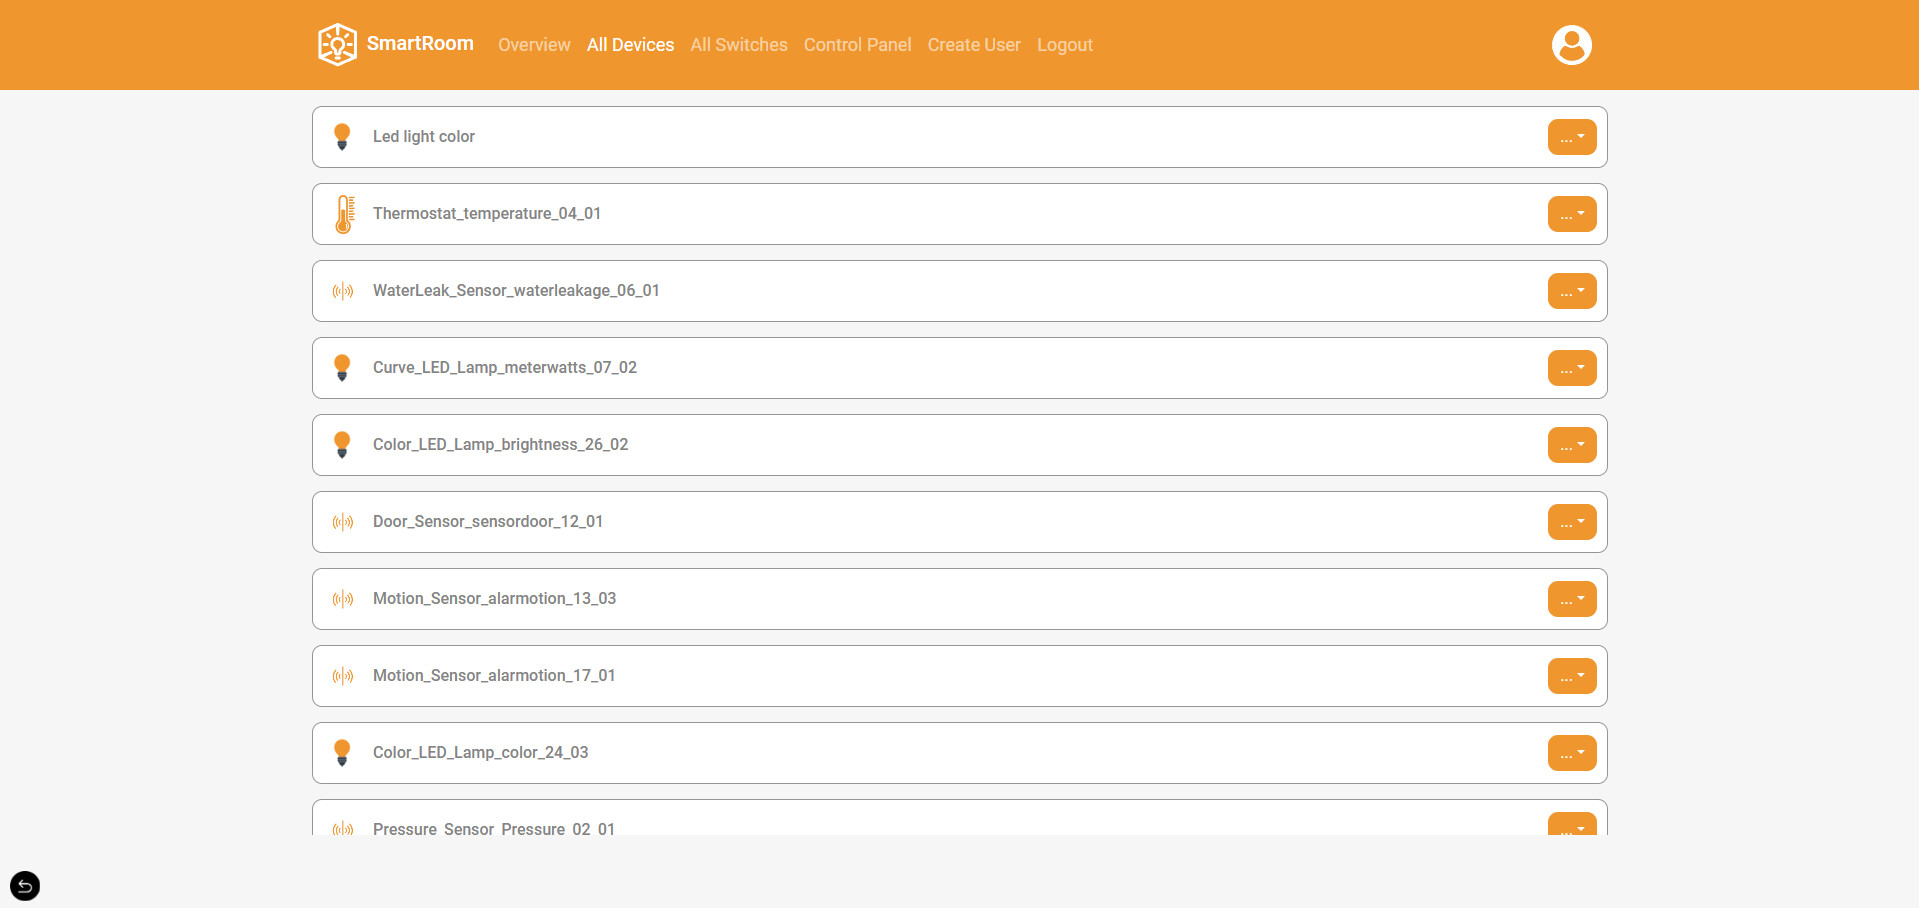 SmartRoom Overview All Devices All Switches Control Panel Create User Logout
Led light color ...
Thermostat_temperature_04_01 ...
WaterLeak_Sensor_waterleakage_06_01 ...
Curve_LED_Lamp_meterwatts_07_02 ...
Color_LED_Lamp_brightness_26_02 ...
Door_Sensor_sensordoor_12_01 ...
Motion_Sensor_alarmotion_13_03 ...
Motion_Sensor_alarmotion_17_01 ...
Color_LED_Lamp_color_24_03 ...
Pressure_Sensor_Pressure_02_01 ...